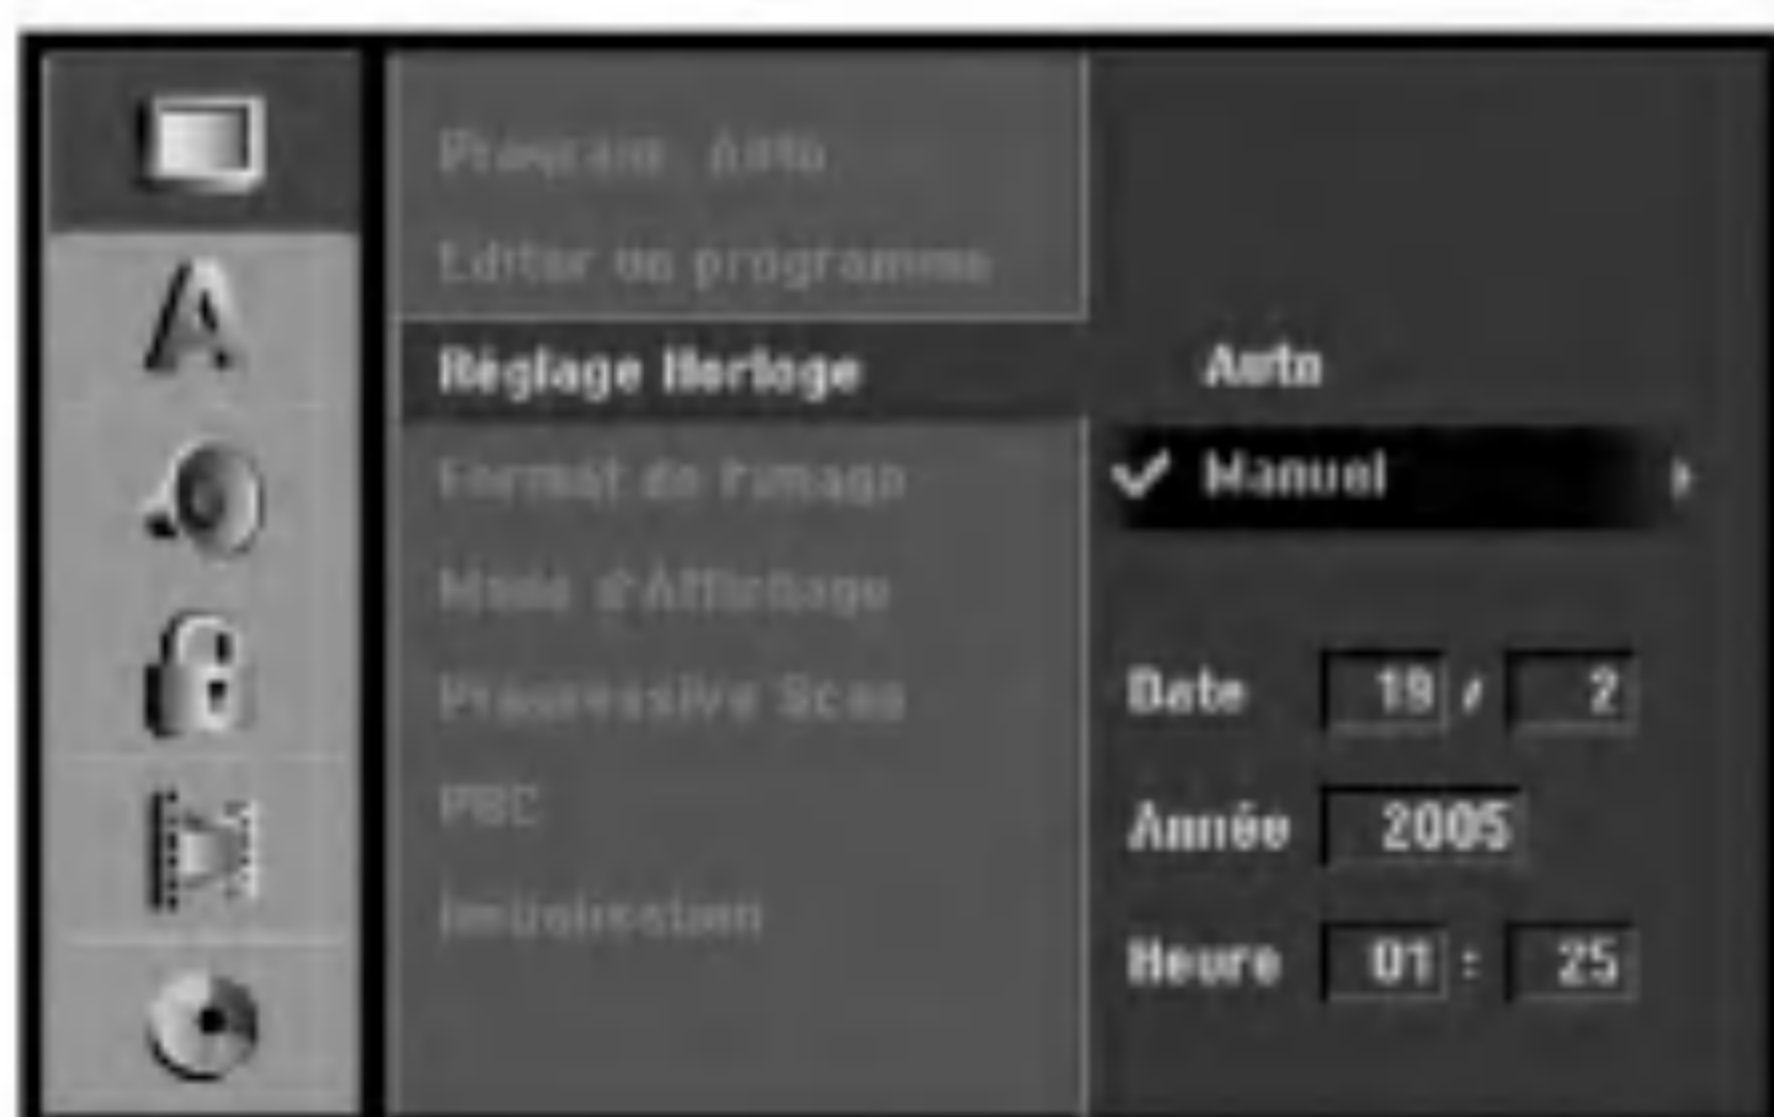 Program. Auto
Editer un programme
Réglage Horloge
Format de l'image
Mode d'Affichage
Progressive Scan
PBC
Initialisation
Auto
Manuel
Date 19 / 2
Année 2005
Heure 01 : 25